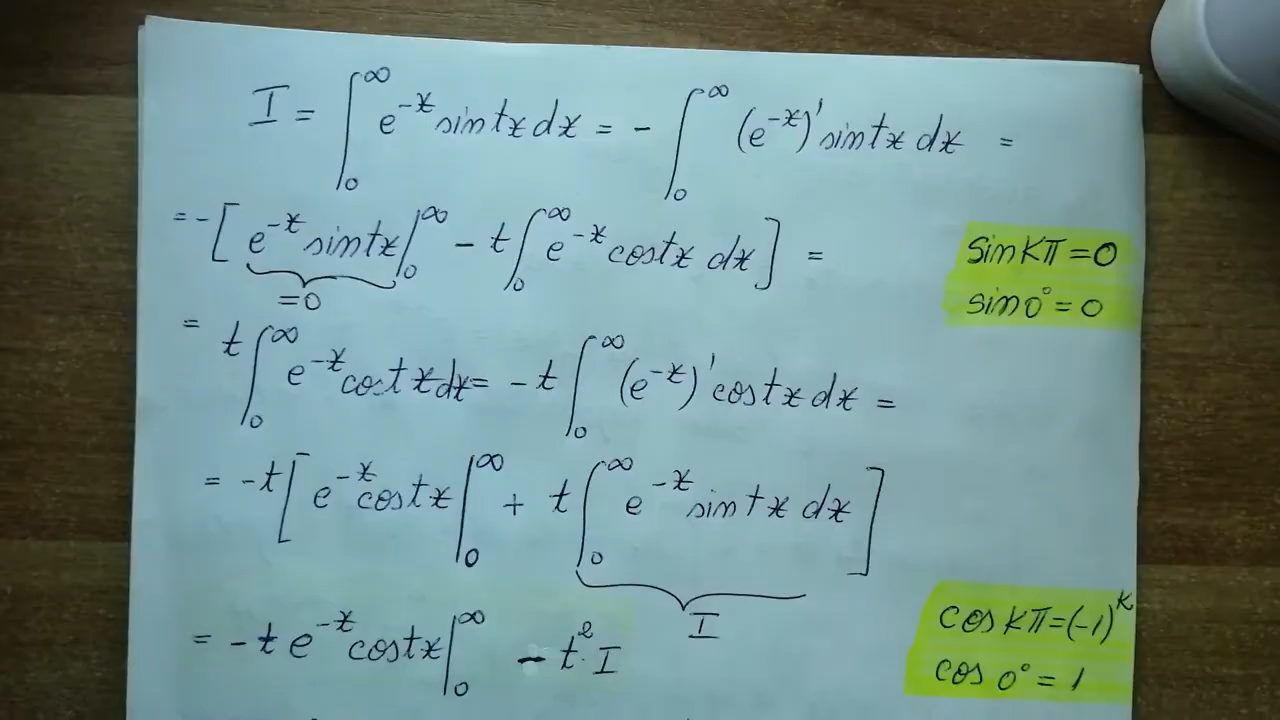 I = ∫₀^∞ e^{-x} sin tx dx = - ∫₀^∞ (e^{-x})' sin tx dx =
= - [ e^{-x} sin tx |₀^∞ - t ∫₀^∞ e^{-x} cos tx dx ] =
= 0
sin kπ = 0
sin 0° = 0
= t ∫₀^∞ e^{-x} cos tx dx = - t ∫₀^∞ (e^{-x})' cos tx dx =
= - t [ e^{-x} cos tx |₀^∞ + t ∫₀^∞ e^{-x} sin tx dx ]
I
= - t e^{-x} cos tx |₀^∞ - t² · I
cos kπ = (-1)^k
cos 0° = 1